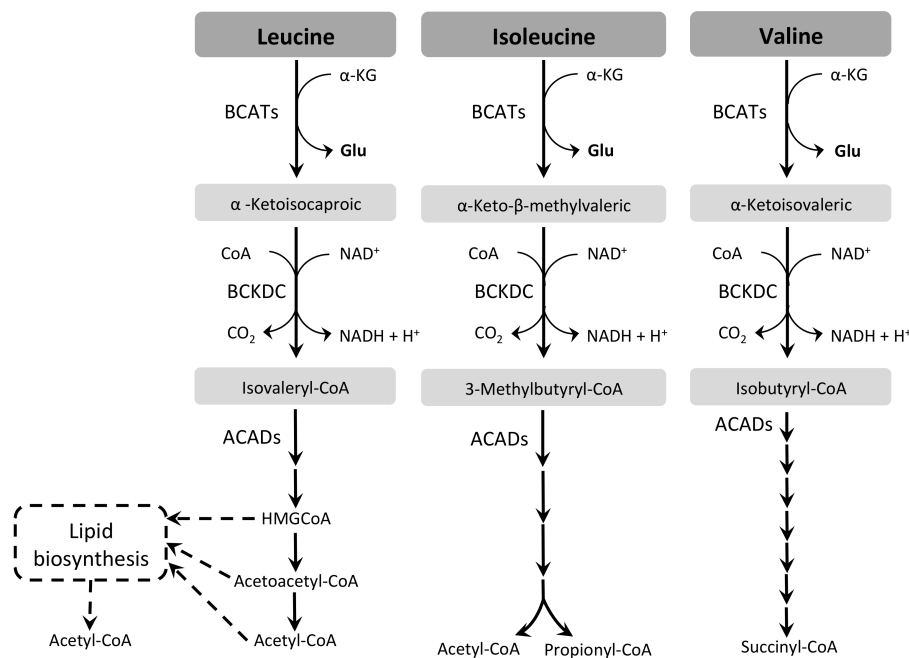 Leucine
Isoleucine
Valine
α-KG
α-KG
α-KG
BCATs
BCATs
BCATs
Glu
Glu
Glu
α -Ketoisocaproic
α-Keto-β-methylvaleric
α-Ketoisovaleric
CoA
NAD⁺
CoA
NAD⁺
CoA
NAD⁺
BCKDC
BCKDC
BCKDC
CO₂
NADH + H⁺
CO₂
NADH + H⁺
CO₂
NADH + H⁺
Isovaleryl-CoA
3-Methylbutyryl-CoA
Isobutyryl-CoA
ACADs
ACADs
ACADs
HMGCoA
Lipid
biosynthesis
Acetoacetyl-CoA
Acetyl-CoA
Acetyl-CoA
Acetyl-CoA
Propionyl-CoA
Succinyl-CoA